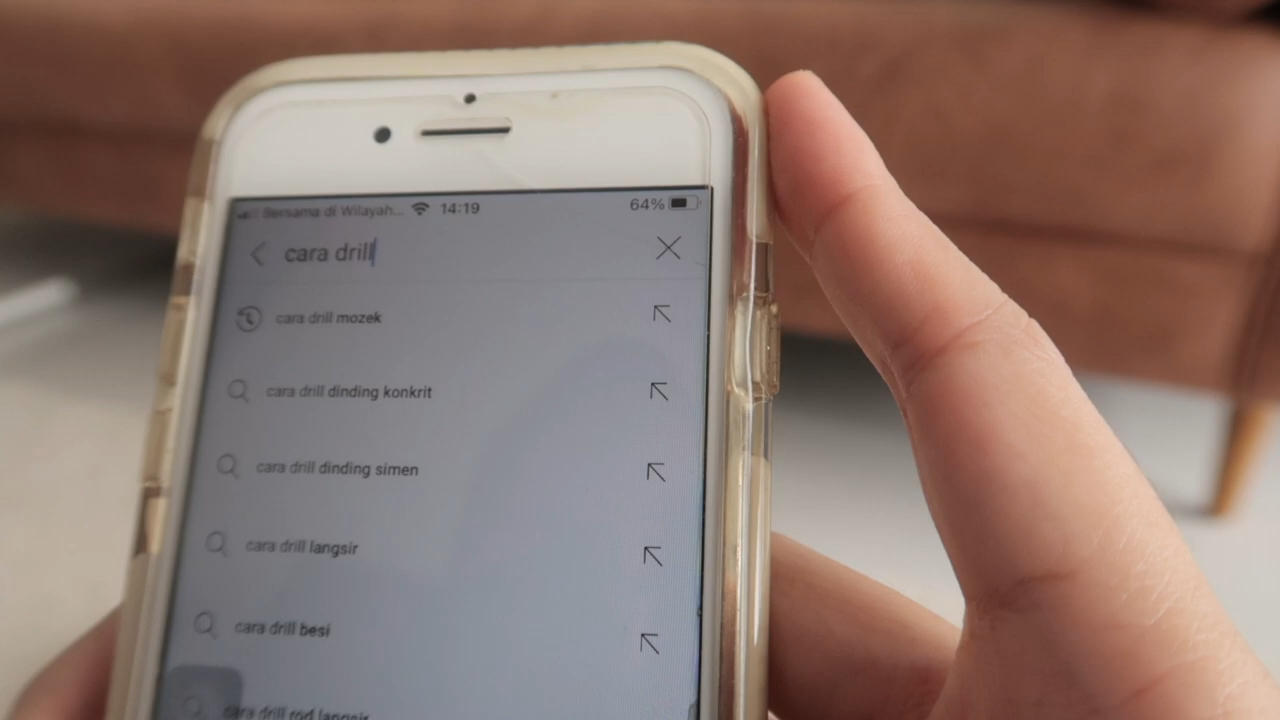 Bersama di Wilayah... 14:19 64%
cara drill
cara drill mozek
cara drill dinding konkrit
cara drill dinding simen
cara drill langsir
cara drill besi
cara drill rod langsir